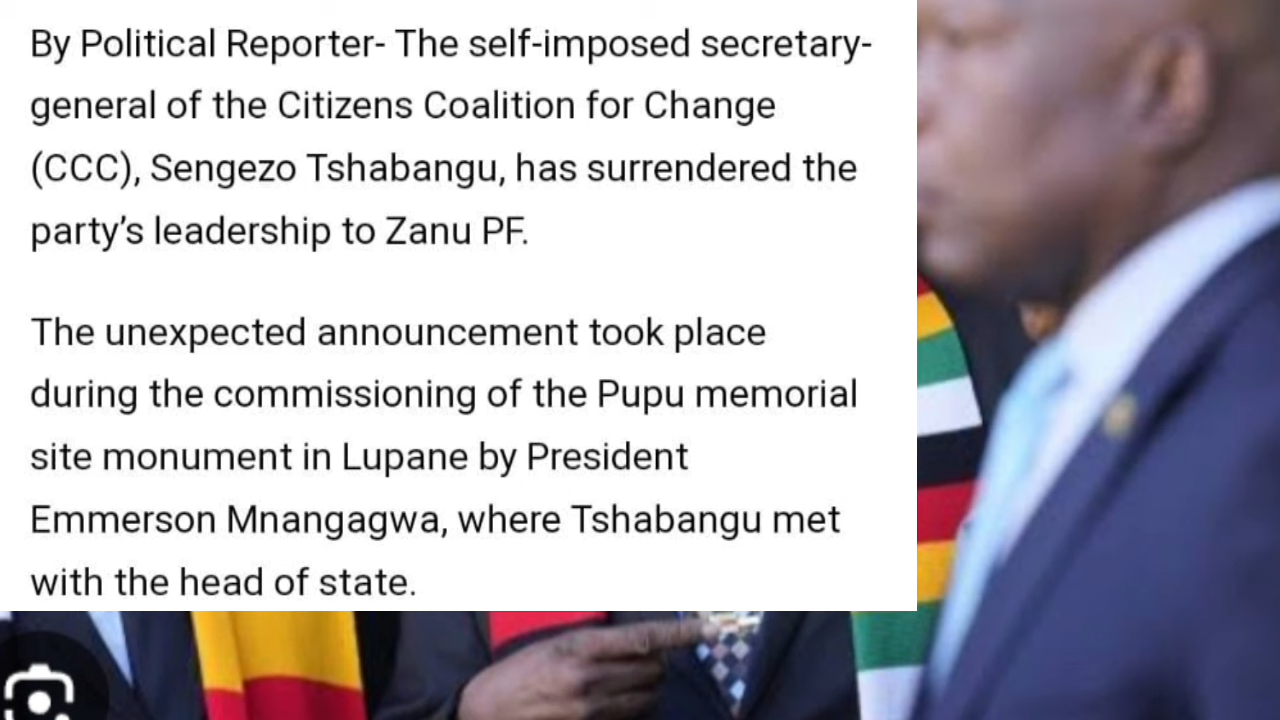 By Political Reporter- The self-imposed secretary-
general of the Citizens Coalition for Change
(CCC), Sengezo Tshabangu, has surrendered the
party’s leadership to Zanu PF.
The unexpected announcement took place
during the commissioning of the Pupu memorial
site monument in Lupane by President
Emmerson Mnangagwa, where Tshabangu met
with the head of state.